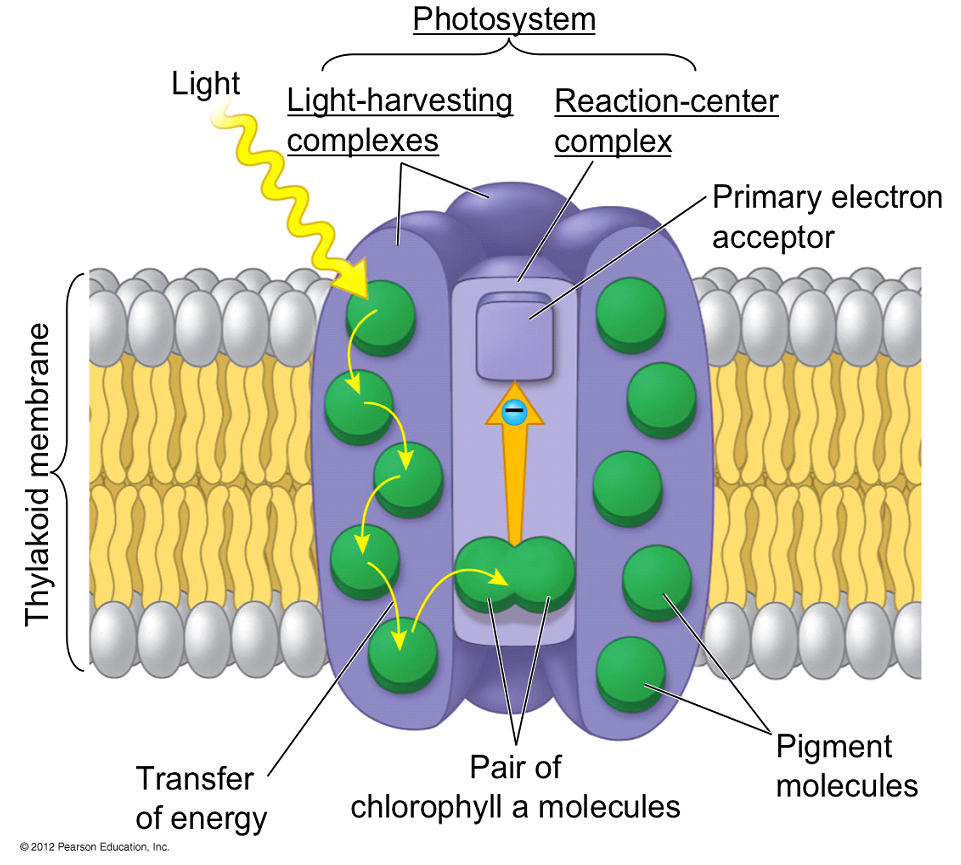 Photosystem
Light
Light-harvesting
complexes
Reaction-center
complex
Primary electron
acceptor
Thylakoid membrane
−
Transfer
of energy
Pair of
chlorophyll a molecules
Pigment
molecules
© 2012 Pearson Education, Inc.